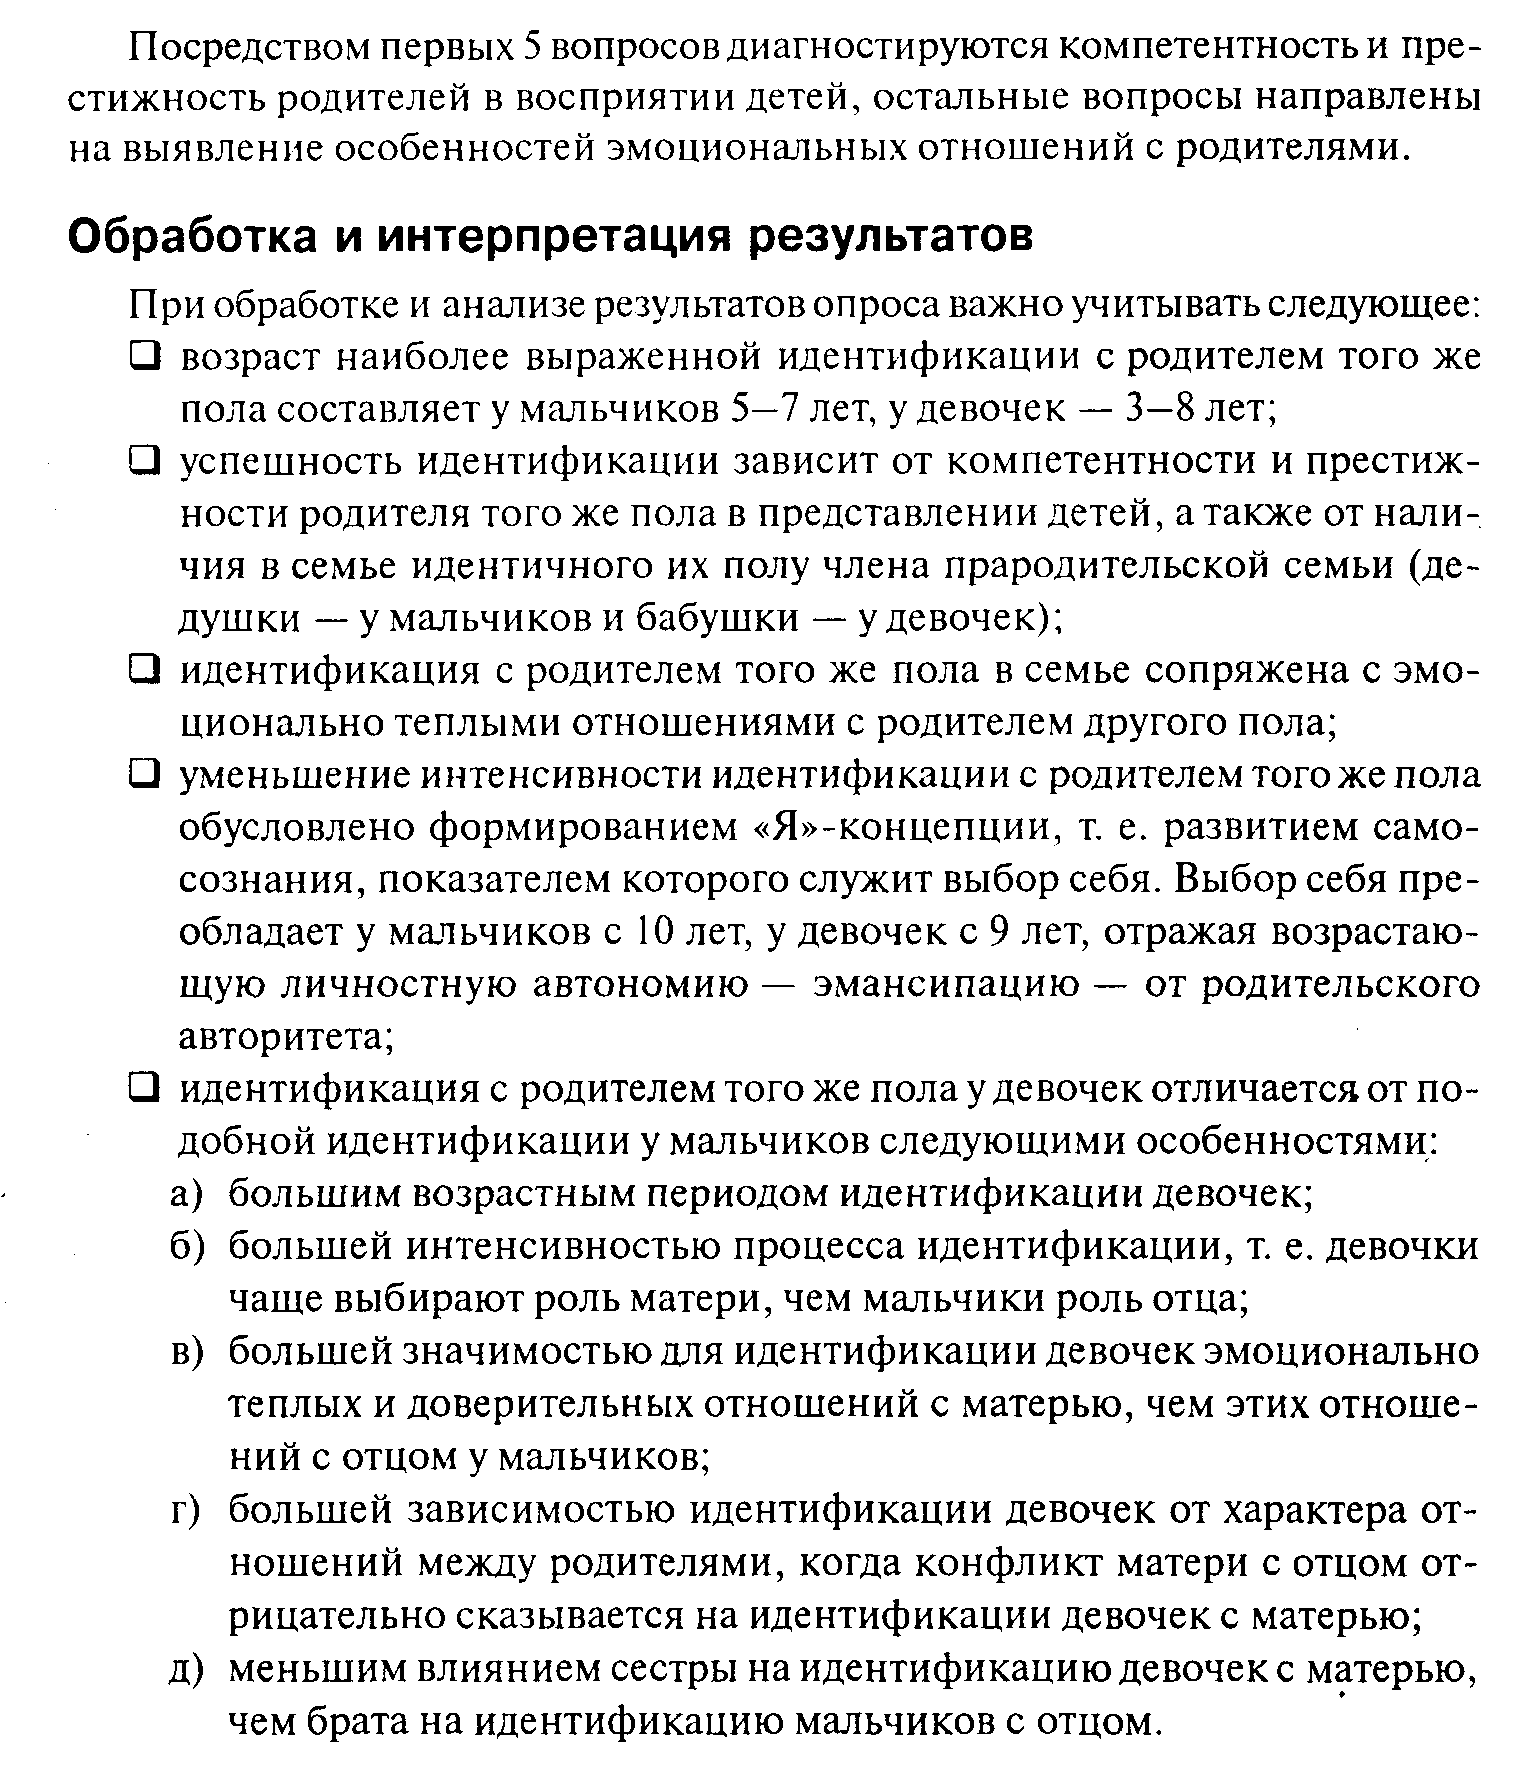 Посредством первых 5 вопросов диагностируются компетентность и пре-
стижность родителей в восприятии детей, остальные вопросы направлены
на выявление особенностей эмоциональных отношений с родителями.
Обработка и интерпретация результатов
При обработке и анализе результатов опроса важно учитывать следующее:
❑ возраст наиболее выраженной идентификации с родителем того же
пола составляет у мальчиков 5–7 лет, у девочек — 3–8 лет;
❑ успешность идентификации зависит от компетентности и престиж-
ности родителя того же пола в представлении детей, а также от нали-
чия в семье идентичного их полу члена прародительской семьи (де-
душки — у мальчиков и бабушки — у девочек);
❑ идентификация с родителем того же пола в семье сопряжена с эмо-
ционально теплыми отношениями с родителем другого пола;
❑ уменьшение интенсивности идентификации с родителем того же пола
обусловлено формированием «Я»-концепции, т. е. развитием само-
сознания, показателем которого служит выбор себя. Выбор себя пре-
обладает у мальчиков с 10 лет, у девочек с 9 лет, отражая возрастаю-
щую личностную автономию — эмансипацию — от родительского
авторитета;
❑ идентификация с родителем того же пола у девочек отличается от по-
добной идентификации у мальчиков следующими особенностями:
а) большим возрастным периодом идентификации девочек;
б) большей интенсивностью процесса идентификации, т. е. девочки
чаще выбирают роль матери, чем мальчики роль отца;
в) большей значимостью для идентификации девочек эмоционально
теплых и доверительных отношений с матерью, чем этих отноше-
ний с отцом у мальчиков;
г) большей зависимостью идентификации девочек от характера от-
ношений между родителями, когда конфликт матери с отцом от-
рицательно сказывается на идентификации девочек с матерью;
д) меньшим влиянием сестры на идентификацию девочек с матерью,
чем брата на идентификацию мальчиков с отцом.